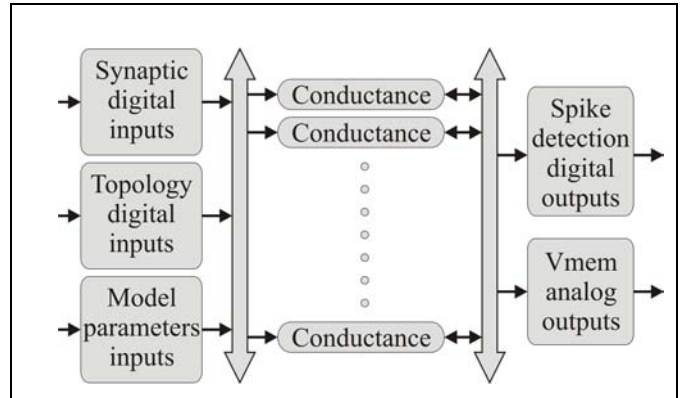 Synaptic
digital
inputs
Topology
digital
inputs
Model
parameters
inputs
Conductance
Conductance
Conductance
Spike
detection
digital
outputs
Vmem
analog
outputs